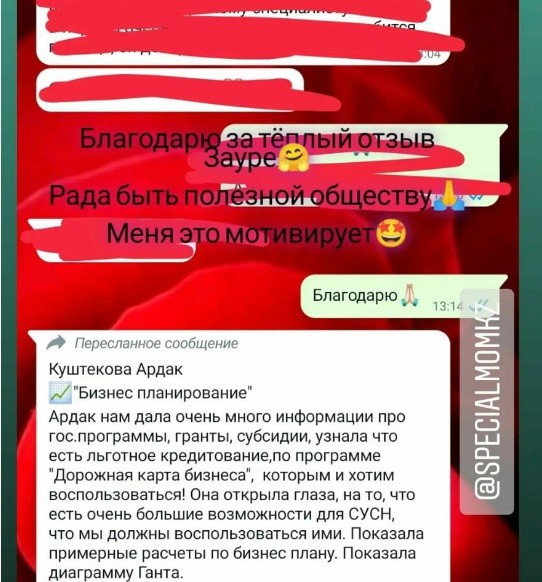 Благодарю за тёплый отзыв
Зауре🤗
Рада быть полезной обществу🙏
Меня это мотивирует🤩
Благодарю🙏🏻
13:14
@SPECIALMOMKZ
Пересланное сообщение
Куштекова Ардак
💹"Бизнес планирование"
Ардак нам дала очень много информации про
гос.программы, гранты, субсидии, узнала что
есть льготное кредитование,по программе
"Дорожная карта бизнеса", которым и хотим
воспользоваться! Она открыла глаза, на то, что
есть очень большие возможности для СУСН,
что мы должны воспользоваться ими. Показала
примерные расчеты по бизнес плану. Показала
диаграмму Ганта.